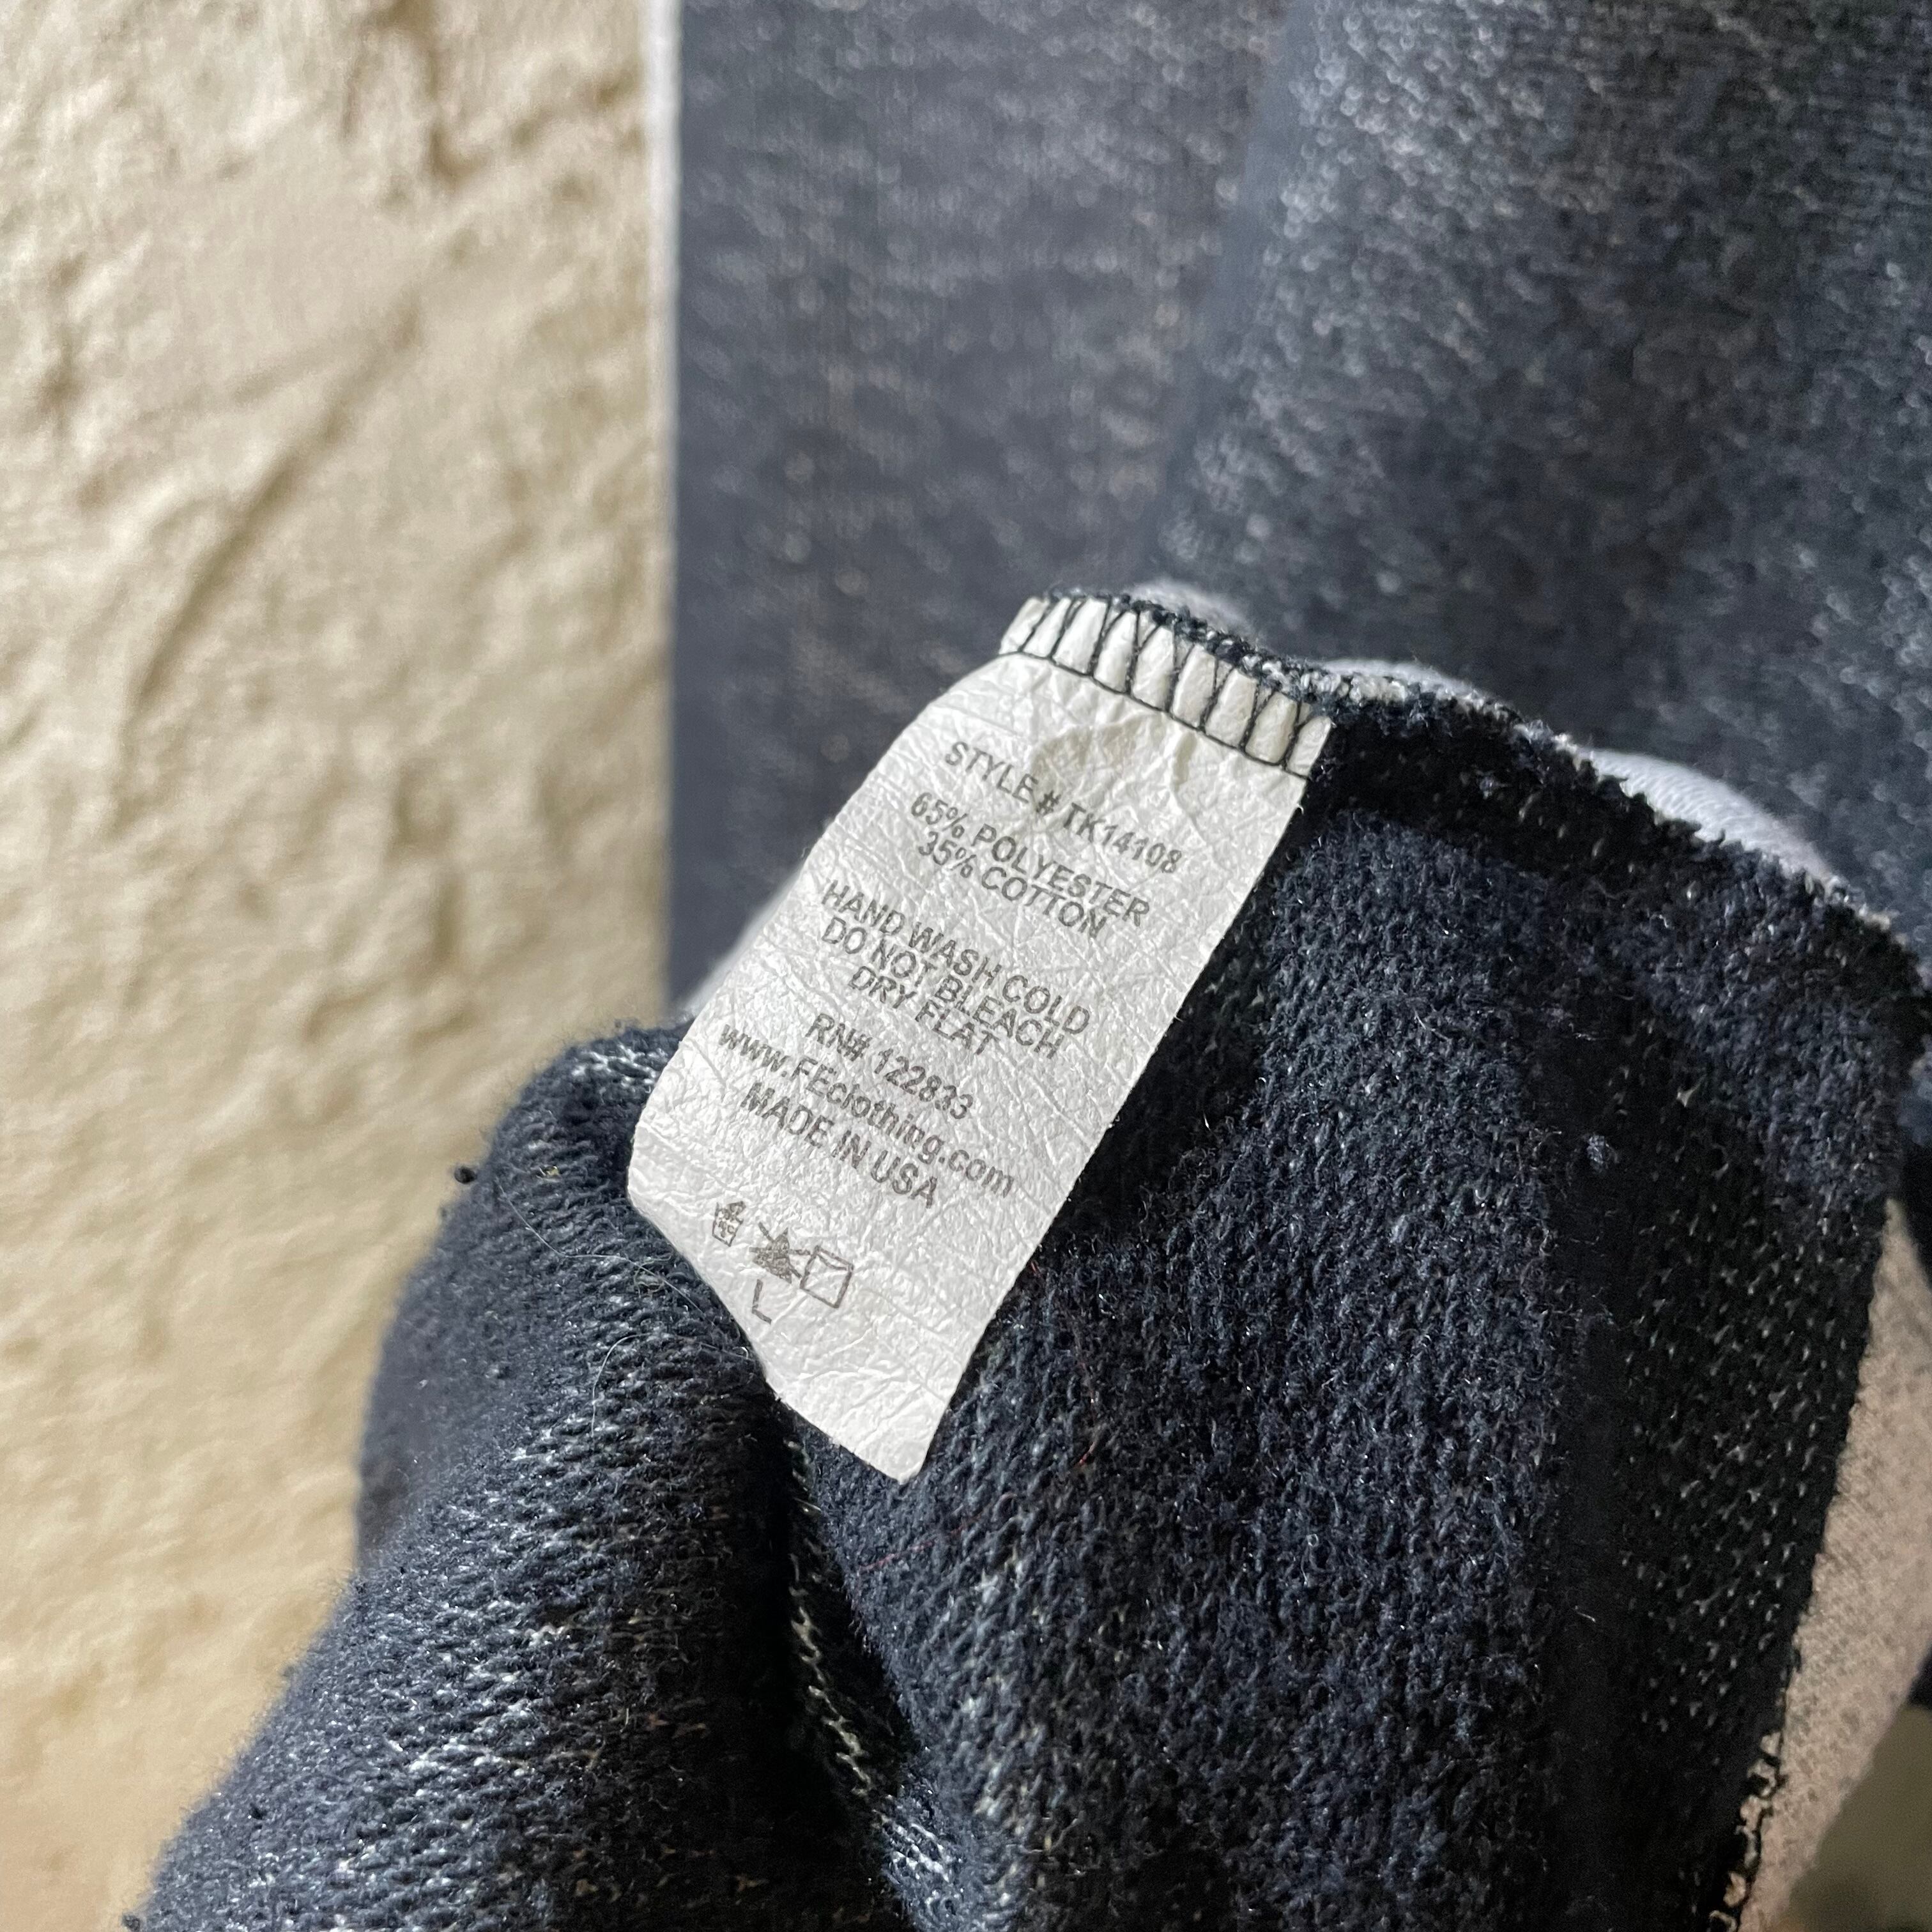 STYLE # TK14108
65% POLYESTER
35% COTTON
HAND WASH COLD
DO NOT BLEACH
DRY FLAT
RN# 122833
www.FEclothing.com
MADE IN USA
L